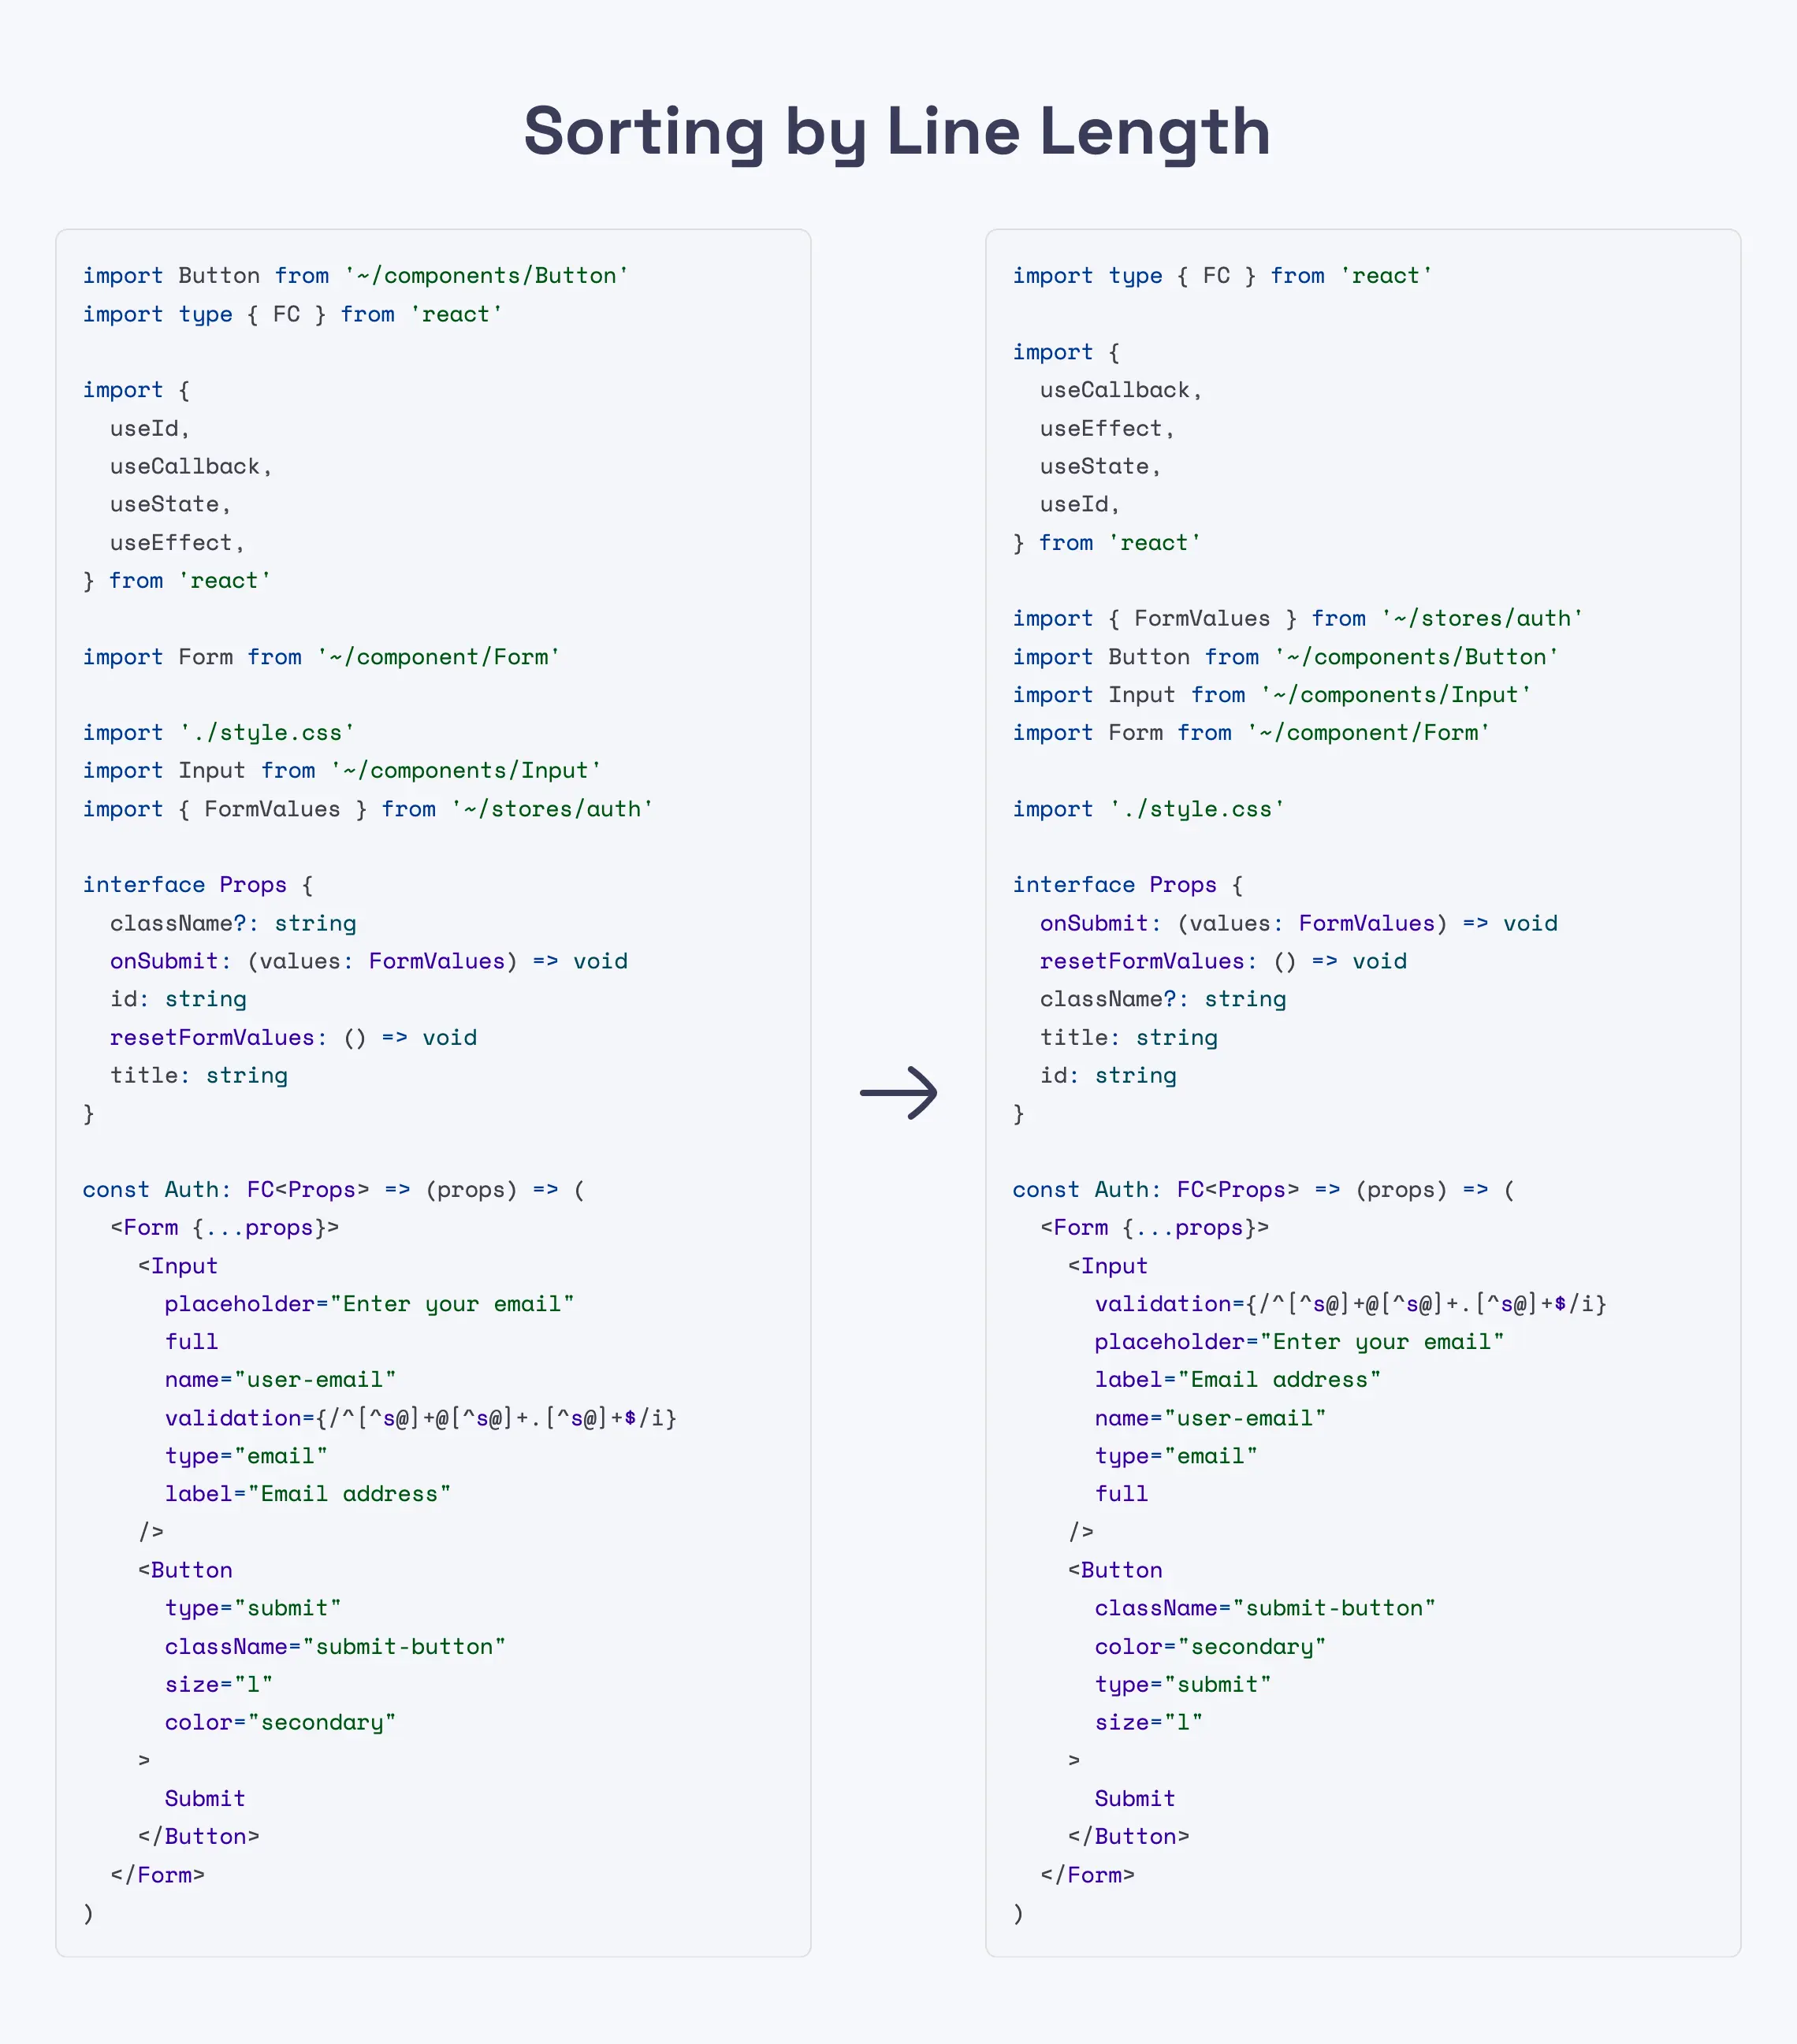 Sorting by Line Length
import Button from '~/components/Button'
import type { FC } from 'react'
import {
  useId,
  useCallback,
  useState,
  useEffect,
} from 'react'
import Form from '~/component/Form'
import './style.css'
import Input from '~/components/Input'
import { FormValues } from '~/stores/auth'
interface Props {
  className?: string
  onSubmit: (values: FormValues) => void
  id: string
  resetFormValues: () => void
  title: string
}
const Auth: FC<Props> => (props) => (
  <Form {...props}>
    <Input
      placeholder="Enter your email"
      full
      name="user-email"
      validation={/^[^s@]+@[^s@]+.[^s@]+$/i}
      type="email"
      label="Email address"
    />
    <Button
      type="submit"
      className="submit-button"
      size="l"
      color="secondary"
    >
      Submit
    </Button>
  </Form>
)
→
import type { FC } from 'react'
import {
  useCallback,
  useEffect,
  useState,
  useId,
} from 'react'
import { FormValues } from '~/stores/auth'
import Button from '~/components/Button'
import Input from '~/components/Input'
import Form from '~/component/Form'
import './style.css'
interface Props {
  onSubmit: (values: FormValues) => void
  resetFormValues: () => void
  className?: string
  title: string
  id: string
}
const Auth: FC<Props> => (props) => (
  <Form {...props}>
    <Input
      validation={/^[^s@]+@[^s@]+.[^s@]+$/i}
      placeholder="Enter your email"
      label="Email address"
      name="user-email"
      type="email"
      full
    />
    <Button
      className="submit-button"
      color="secondary"
      type="submit"
      size="l"
    >
      Submit
    </Button>
  </Form>
)